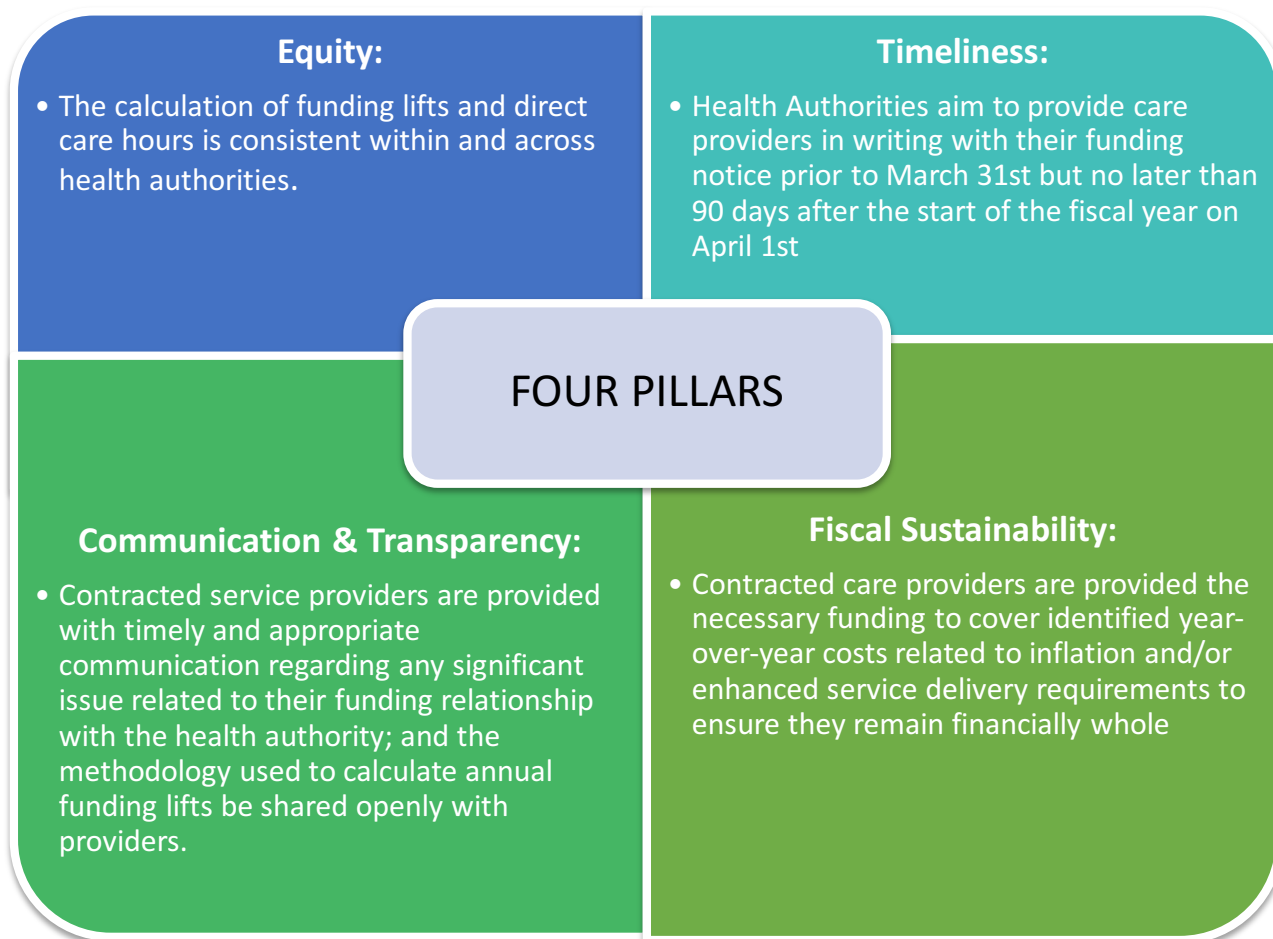 Equity:
• The calculation of funding lifts and direct
care hours is consistent within and across
health authorities.
Timeliness:
• Health Authorities aim to provide care
providers in writing with their funding
notice prior to March 31st but no later than
90 days after the start of the fiscal year on
April 1st
FOUR PILLARS
Communication & Transparency:
• Contracted service providers are provided
with timely and appropriate
communication regarding any significant
issue related to their funding relationship
with the health authority; and the
methodology used to calculate annual
funding lifts be shared openly with
providers.
Fiscal Sustainability:
• Contracted care providers are provided the
necessary funding to cover identified year-
over-year costs related to inflation and/or
enhanced service delivery requirements to
ensure they remain financially whole